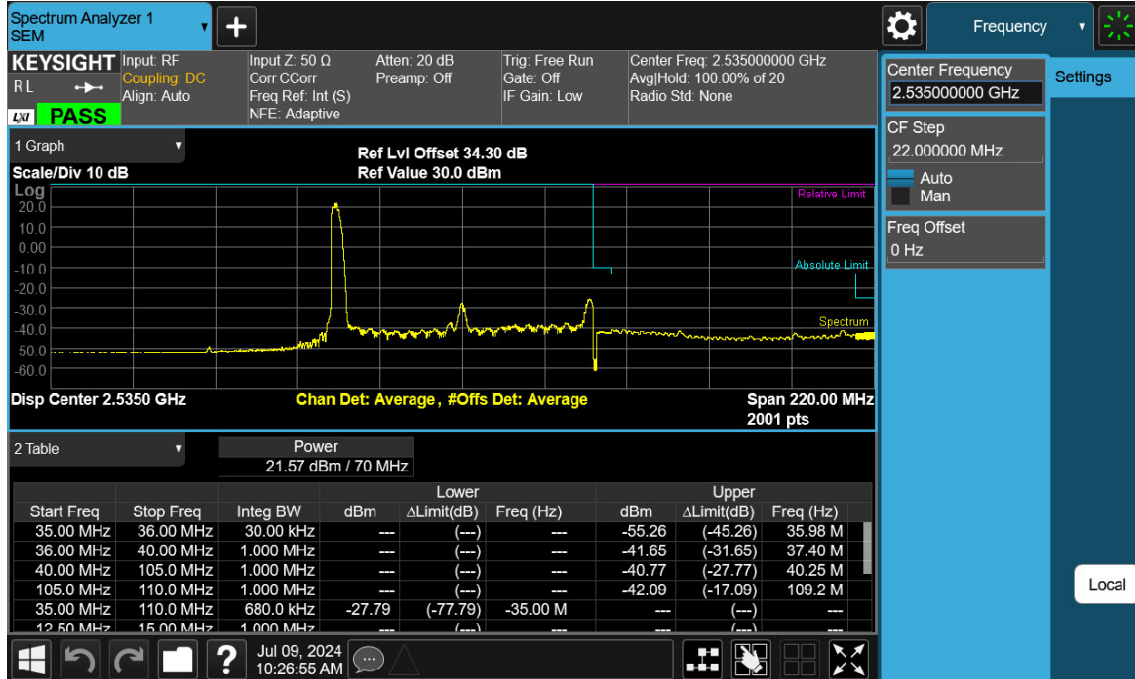 Spectrum Analyzer 1
SEM
Frequency
KEYSIGHT
R L
LXI
PASS
Input: RF
Coupling: DC
Align: Auto
Input Z: 50 Ω
Corr CCorr
Freq Ref: Int (S)
NFE: Adaptive
Atten: 20 dB
Preamp: Off
Trig: Free Run
Gate: Off
IF Gain: Low
Center Freq: 2.535000000 GHz
Avg|Hold: 100.00% of 20
Radio Std: None
Center Frequency
2.535000000 GHz
Settings
CF Step
22.000000 MHz
Auto
Man
Freq Offset
0 Hz
1 Graph
Scale/Div 10 dB
Ref Lvl Offset 34.30 dB
Ref Value 30.0 dBm
Log
20.0
10.0
0.00
-10.0
-20.0
-30.0
-40.0
50.0
-60.0
Relative Limit
Absolute Limit
Spectrum
Disp Center 2.5350 GHz
Chan Det: Average, #Offs Det: Average
Span 220.00 MHz
2001 pts
2 Table
Power
21.57 dBm / 70 MHz
Lower Upper
Start Freq Stop Freq Integ BW dBm ΔLimit(dB) Freq (Hz) dBm ΔLimit(dB) Freq (Hz)
35.00 MHz 36.00 MHz 30.00 kHz --- (---) --- -55.26 (-45.26) 35.98 M
36.00 MHz 40.00 MHz 1.000 MHz --- (---) --- -41.65 (-31.65) 37.40 M
40.00 MHz 105.0 MHz 1.000 MHz --- (---) --- -40.77 (-27.77) 40.25 M
105.0 MHz 110.0 MHz 1.000 MHz --- (---) --- -42.09 (-17.09) 109.2 M
35.00 MHz 110.0 MHz 680.0 kHz -27.79 (-77.79) -35.00 M --- (---) ---
12.50 MHz 15.00 MHz 1.000 MHz --- (---) --- --- (---) ---
Local
?
Jul 09, 2024
10:26:55 AM